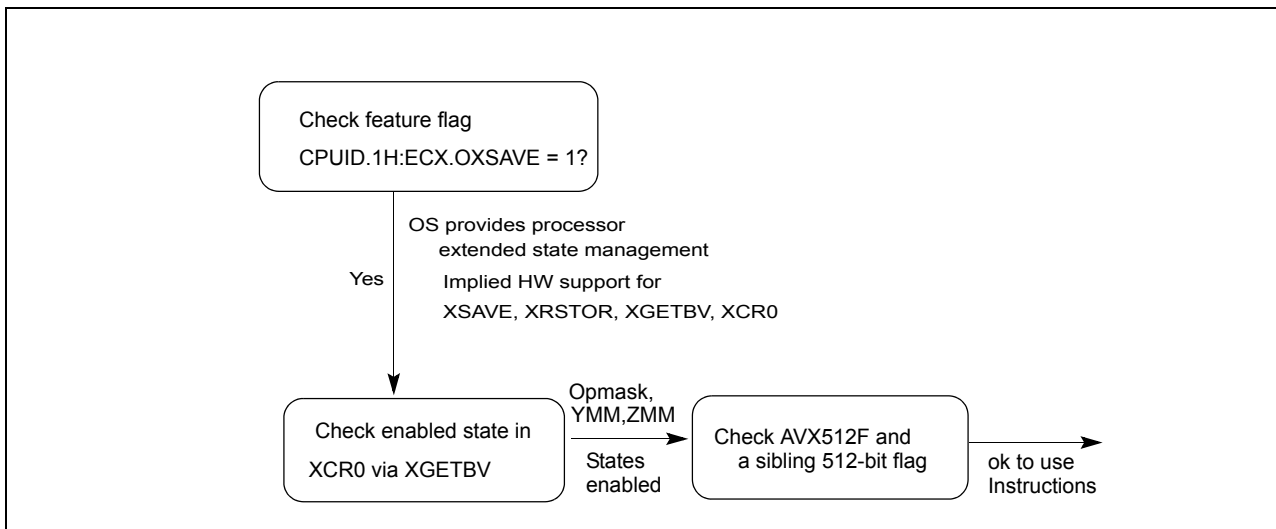 Check feature flag
CPUID.1H:ECX.OXSAVE = 1?
OS provides processor
extended state management
Yes
Implied HW support for
XSAVE, XRSTOR, XGETBV, XCR0
Check enabled state in
XCR0 via XGETBV
Opmask,
YMM,ZMM
States
enabled
Check AVX512F and
a sibling 512-bit flag
ok to use
Instructions